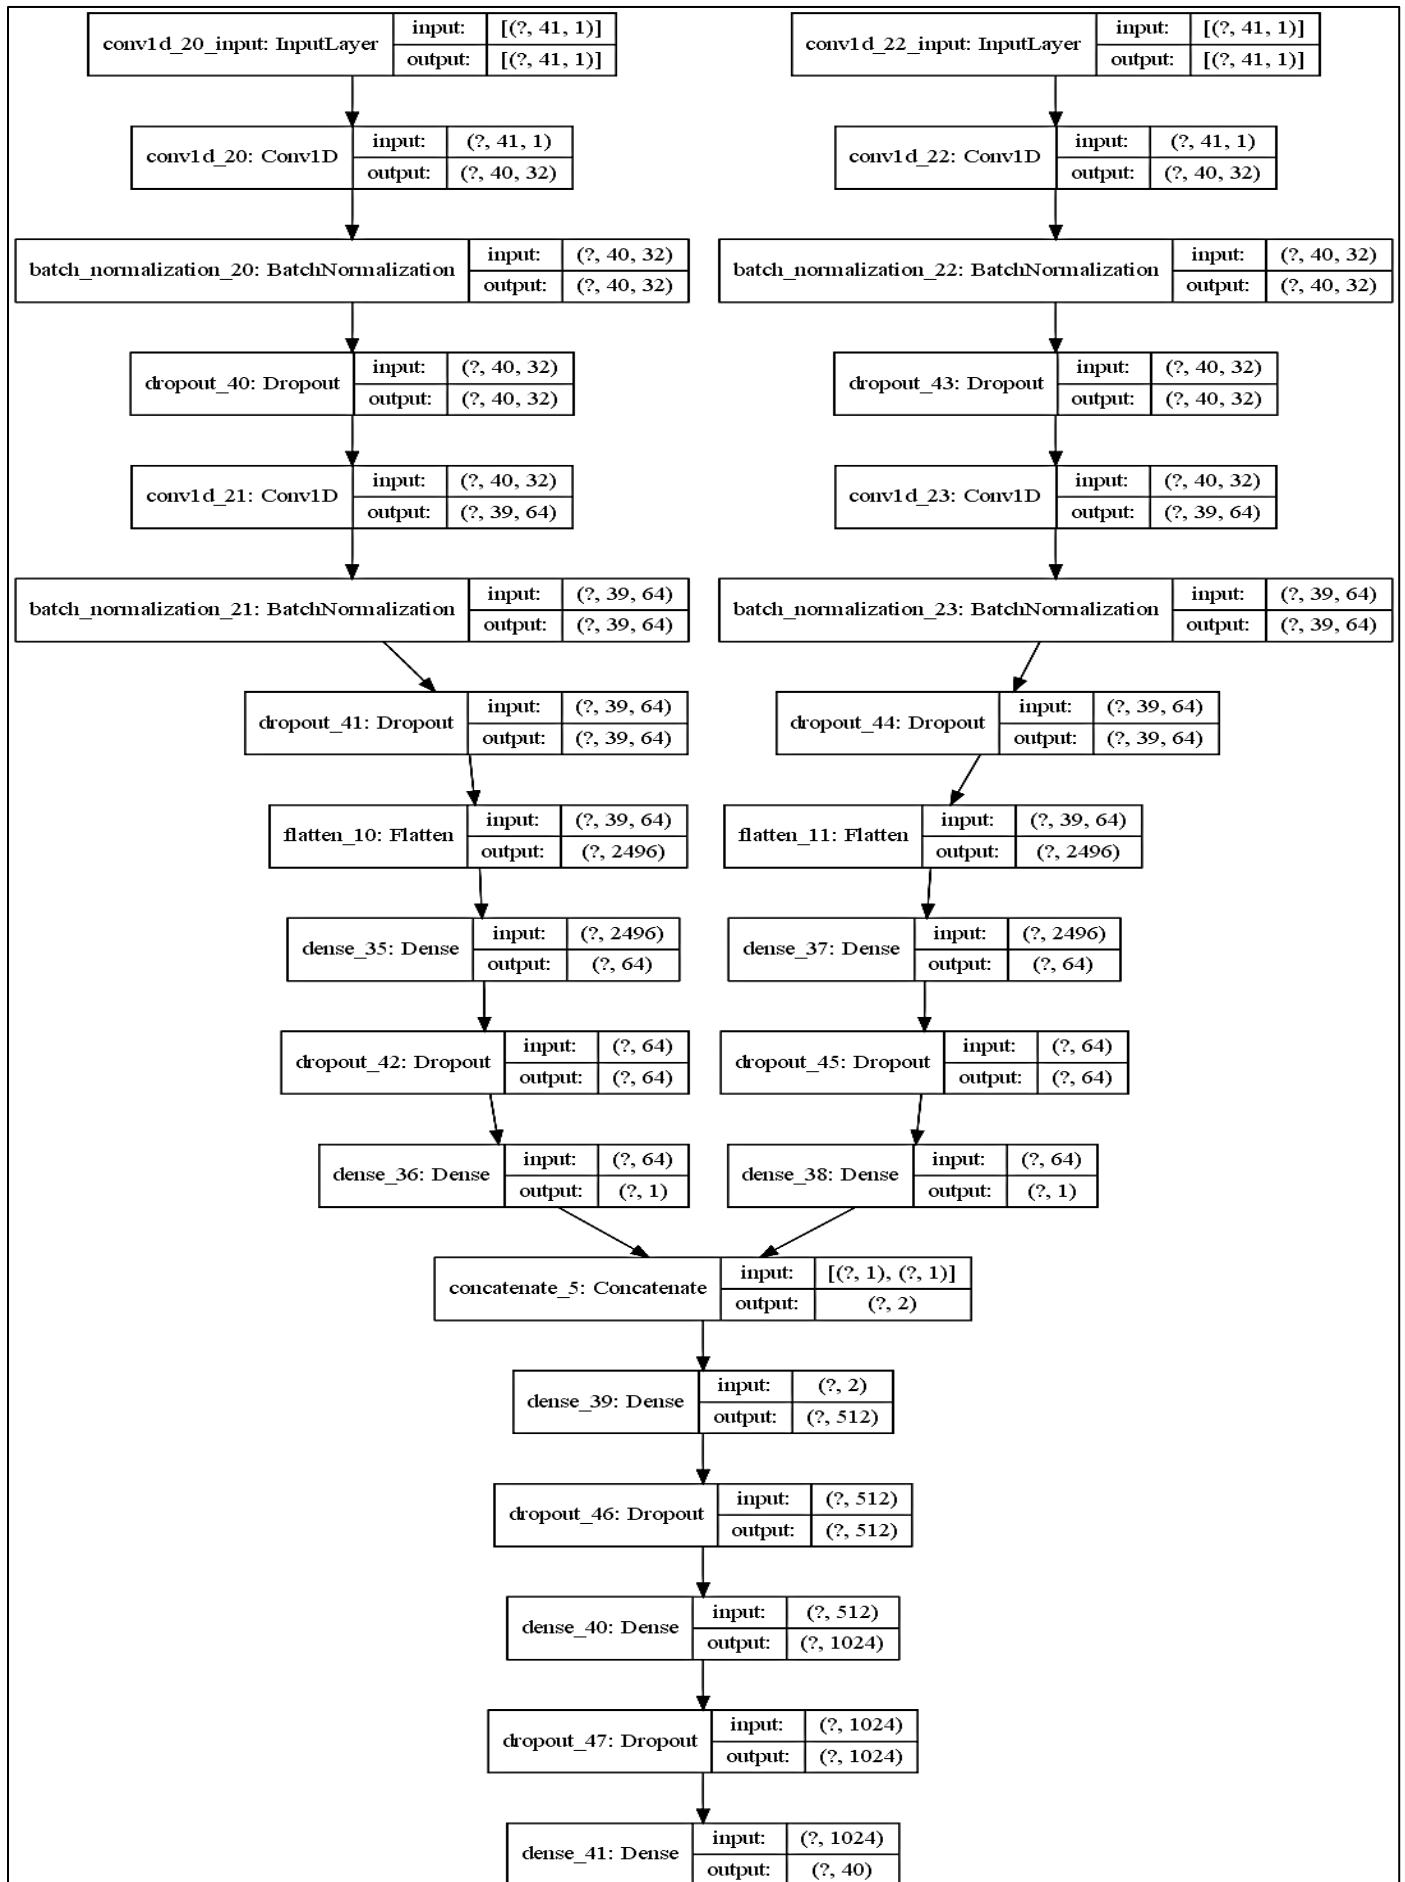 conv1d_20_input: InputLayer
input: [(?, 41, 1)]
output: [(?, 41, 1)]
conv1d_22_input: InputLayer
input: [(?, 41, 1)]
output: [(?, 41, 1)]
conv1d_20: Conv1D
input: (?, 41, 1)
output: (?, 40, 32)
conv1d_22: Conv1D
input: (?, 41, 1)
output: (?, 40, 32)
batch_normalization_20: BatchNormalization
input: (?, 40, 32)
output: (?, 40, 32)
batch_normalization_22: BatchNormalization
input: (?, 40, 32)
output: (?, 40, 32)
dropout_40: Dropout
input: (?, 40, 32)
output: (?, 40, 32)
dropout_43: Dropout
input: (?, 40, 32)
output: (?, 40, 32)
conv1d_21: Conv1D
input: (?, 40, 32)
output: (?, 39, 64)
conv1d_23: Conv1D
input: (?, 40, 32)
output: (?, 39, 64)
batch_normalization_21: BatchNormalization
input: (?, 39, 64)
output: (?, 39, 64)
batch_normalization_23: BatchNormalization
input: (?, 39, 64)
output: (?, 39, 64)
dropout_41: Dropout
input: (?, 39, 64)
output: (?, 39, 64)
dropout_44: Dropout
input: (?, 39, 64)
output: (?, 39, 64)
flatten_10: Flatten
input: (?, 39, 64)
output: (?, 2496)
flatten_11: Flatten
input: (?, 39, 64)
output: (?, 2496)
dense_35: Dense
input: (?, 2496)
output: (?, 64)
dense_37: Dense
input: (?, 2496)
output: (?, 64)
dropout_42: Dropout
input: (?, 64)
output: (?, 64)
dropout_45: Dropout
input: (?, 64)
output: (?, 64)
dense_36: Dense
input: (?, 64)
output: (?, 1)
dense_38: Dense
input: (?, 64)
output: (?, 1)
concatenate_5: Concatenate
input: [(?, 1), (?, 1)]
output: (?, 2)
dense_39: Dense
input: (?, 2)
output: (?, 512)
dropout_46: Dropout
input: (?, 512)
output: (?, 512)
dense_40: Dense
input: (?, 512)
output: (?, 1024)
dropout_47: Dropout
input: (?, 1024)
output: (?, 1024)
dense_41: Dense
input: (?, 1024)
output: (?, 40)